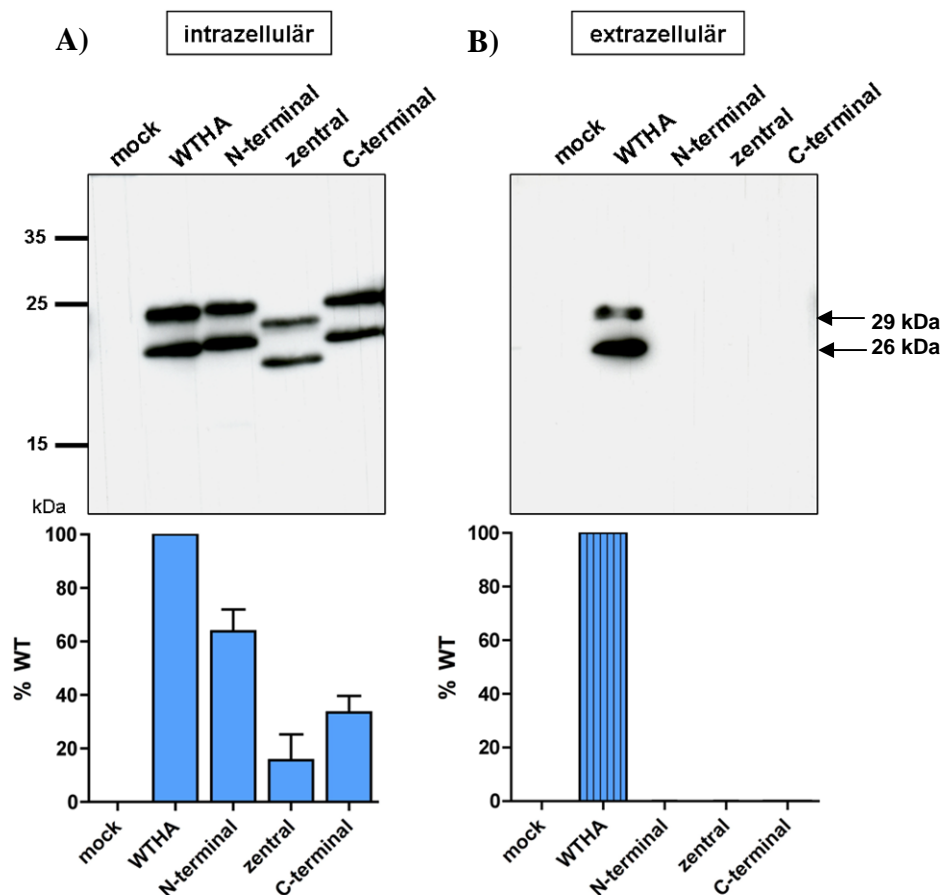 A) intrazellulär
mock WTHA N-terminal zentral C-terminal
35
25
15
kDa
% WT
100
80
60
40
20
0
mock WTHA N-terminal zentral C-terminal
B) extrazellulär
mock WTHA N-terminal zentral C-terminal
29 kDa
26 kDa
% WT
100
80
60
40
20
0
mock WTHA N-terminal zentral C-terminal